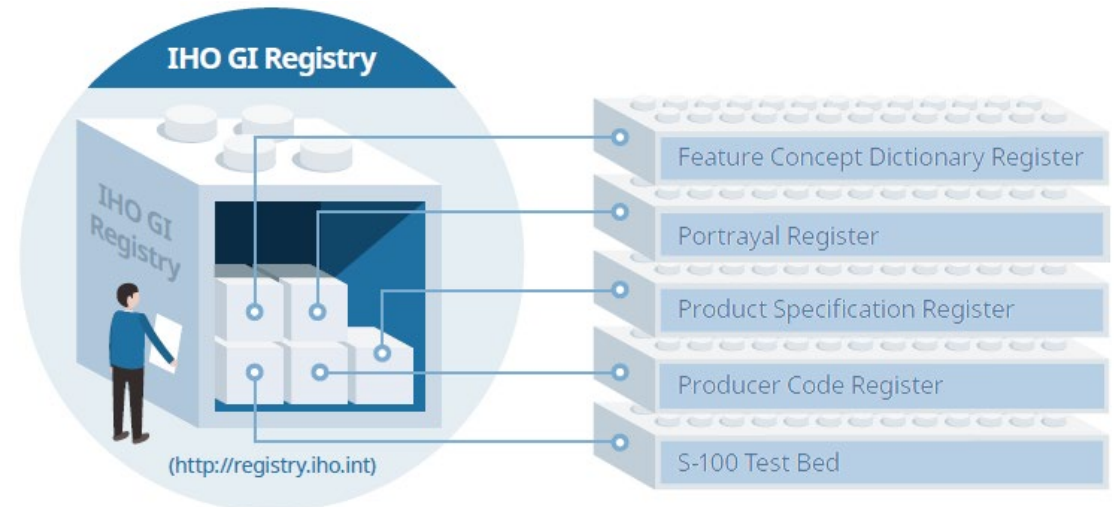 IHO GI Registry
IHO GI
Registry
(http://registry.iho.int)
Feature Concept Dictionary Register
Portrayal Register
Product Specification Register
Producer Code Register
S-100 Test Bed